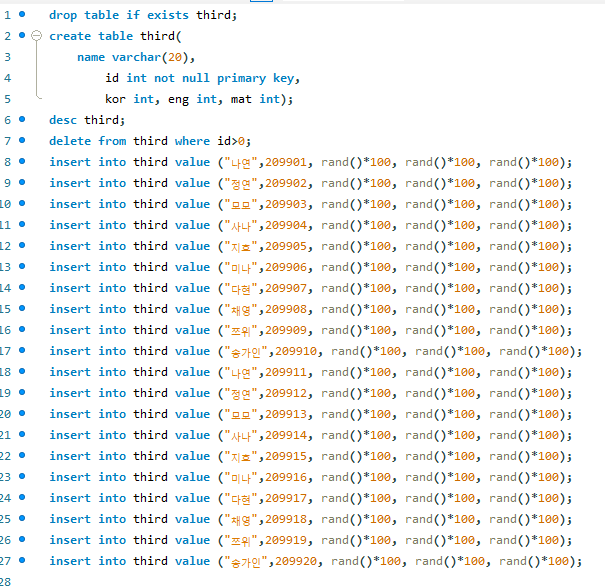 1 drop table if exists third;
2 create table third(
3 name varchar(20),
4 id int not null primary key,
5 kor int, eng int, mat int);
6 desc third;
7 delete from third where id>0;
8 insert into third value ("나연",209901, rand()*100, rand()*100, rand()*100);
9 insert into third value ("정연",209902, rand()*100, rand()*100, rand()*100);
10 insert into third value ("모모",209903, rand()*100, rand()*100, rand()*100);
11 insert into third value ("사나",209904, rand()*100, rand()*100, rand()*100);
12 insert into third value ("지효",209905, rand()*100, rand()*100, rand()*100);
13 insert into third value ("미나",209906, rand()*100, rand()*100, rand()*100);
14 insert into third value ("다현",209907, rand()*100, rand()*100, rand()*100);
15 insert into third value ("채영",209908, rand()*100, rand()*100, rand()*100);
16 insert into third value ("쯔위",209909, rand()*100, rand()*100, rand()*100);
17 insert into third value ("송가인",209910, rand()*100, rand()*100, rand()*100);
18 insert into third value ("나연",209911, rand()*100, rand()*100, rand()*100);
19 insert into third value ("정연",209912, rand()*100, rand()*100, rand()*100);
20 insert into third value ("모모",209913, rand()*100, rand()*100, rand()*100);
21 insert into third value ("사나",209914, rand()*100, rand()*100, rand()*100);
22 insert into third value ("지효",209915, rand()*100, rand()*100, rand()*100);
23 insert into third value ("미나",209916, rand()*100, rand()*100, rand()*100);
24 insert into third value ("다현",209917, rand()*100, rand()*100, rand()*100);
25 insert into third value ("채영",209918, rand()*100, rand()*100, rand()*100);
26 insert into third value ("쯔위",209919, rand()*100, rand()*100, rand()*100);
27 insert into third value ("송가인",209920, rand()*100, rand()*100, rand()*100);
28